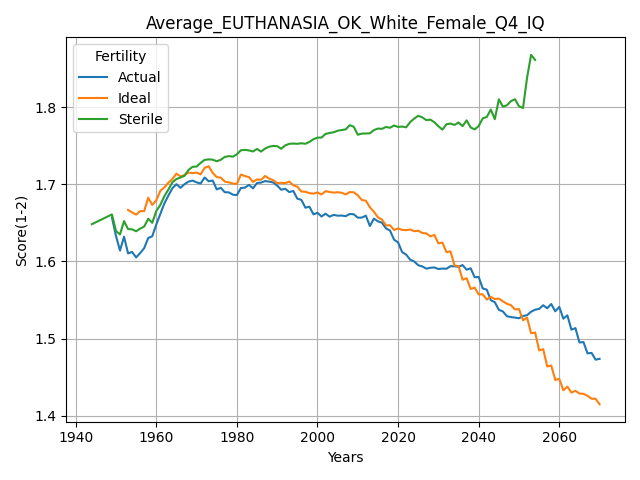 Average_EUTHANASIA_OK_White_Female_Q4_IQ
Fertility
Actual
Ideal
Sterile
Score(1-2)
1.8
1.7
1.6
1.5
1.4
1940
1960
1980
2000
2020
2040
2060
Years